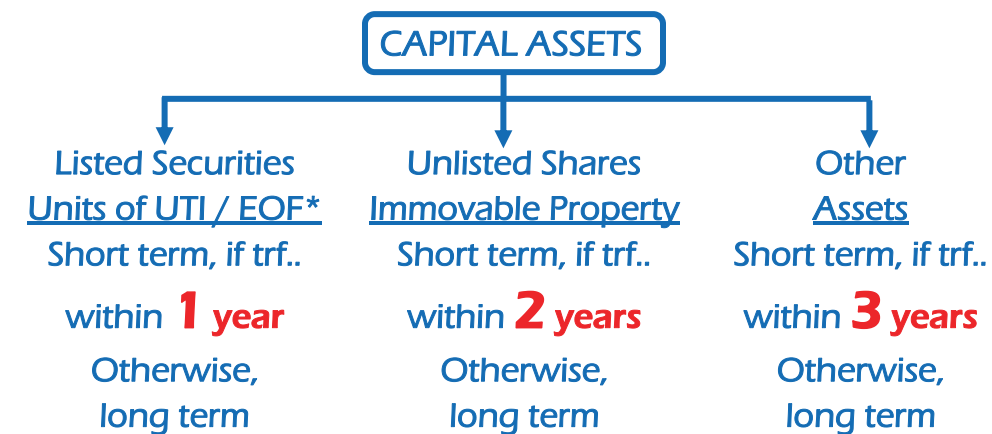 CAPITAL ASSETS
Listed Securities
Units of UTI / EOF*
Short term, if trf..
within 1 year
Otherwise,
long term
Unlisted Shares
Immovable Property
Short term, if trf..
within 2 years
Otherwise,
long term
Other
Assets
Short term, if trf..
within 3 years
Otherwise,
long term